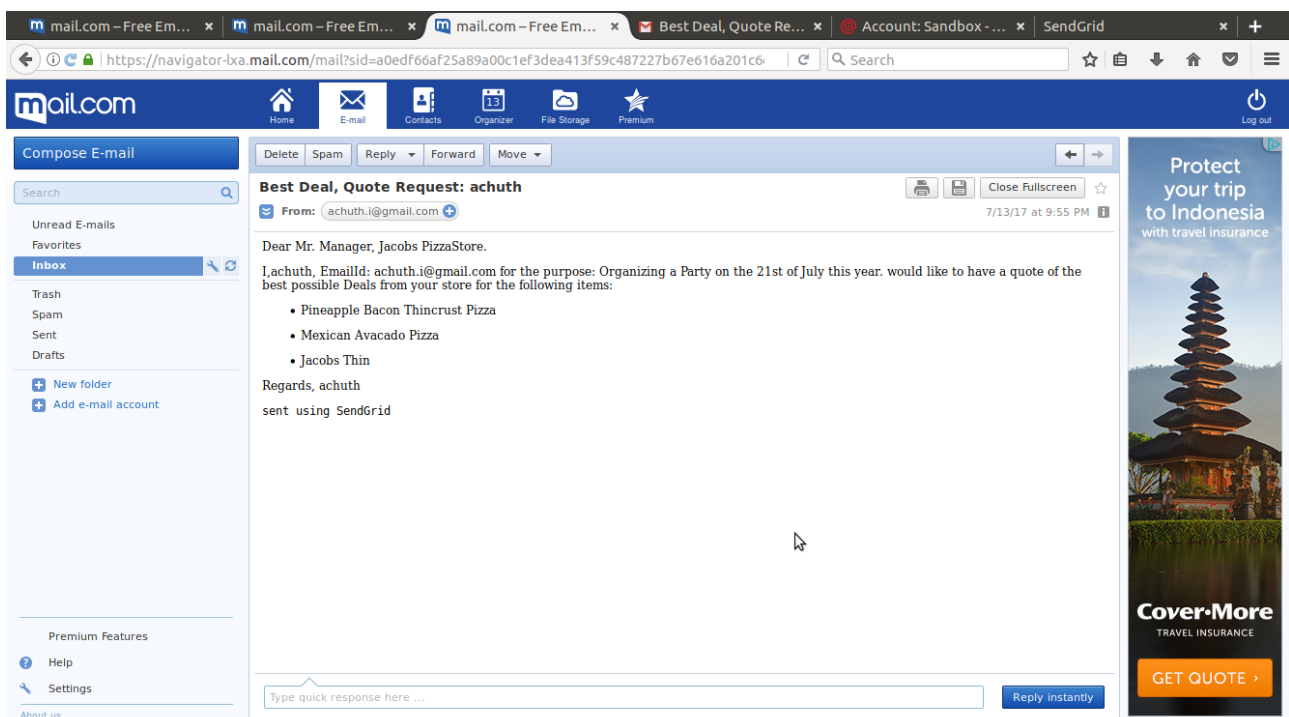 mail.com – Free Em... × mail.com – Free Em... × mail.com – Free Em... × Best Deal, Quote Re... × Account: Sandbox - ... × SendGrid × +
https://navigator-lxa.mail.com/mail?sid=a0edf66af25a89a00c1ef3dea413f59c487227b67e616a201c6 Search
mail.com
Home E-mail Contacts 13 Organizer File Storage Premium Log out
Compose E-mail
Search
Unread E-mails
Favorites
Inbox
Trash
Spam
Sent
Drafts
New folder
Add e-mail account
Premium Features
Help
Settings
About us
Delete Spam Reply Forward Move
Best Deal, Quote Request: achuth Close Fullscreen
From: achuth.i@gmail.com 7/13/17 at 9:55 PM
Dear Mr. Manager, Jacobs PizzaStore.
I,achuth, EmailId: achuth.i@gmail.com for the purpose: Organizing a Party on the 21st of July this year. would like to have a quote of the
best possible Deals from your store for the following items:
• Pineapple Bacon Thincrust Pizza
• Mexican Avacado Pizza
• Jacobs Thin
Regards, achuth
sent using SendGrid
Type quick response here ... Reply instantly
Protect
your trip
to Indonesia
with travel insurance
Cover•More
TRAVEL INSURANCE
GET QUOTE ›